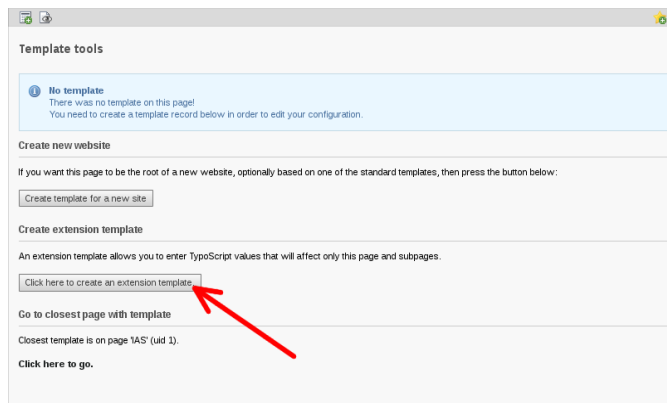 Template tools
No template
There was no template on this page!
You need to create a template record below in order to edit your configuration.
Create new website
If you want this page to be the root of a new website, optionally based on one of the standard templates, then press the button below:
Create template for a new site
Create extension template
An extension template allows you to enter TypoScript values that will affect only this page and subpages.
Click here to create an extension template
Go to closest page with template
Closest template is on page 'IAS' (uid 1).
Click here to go.